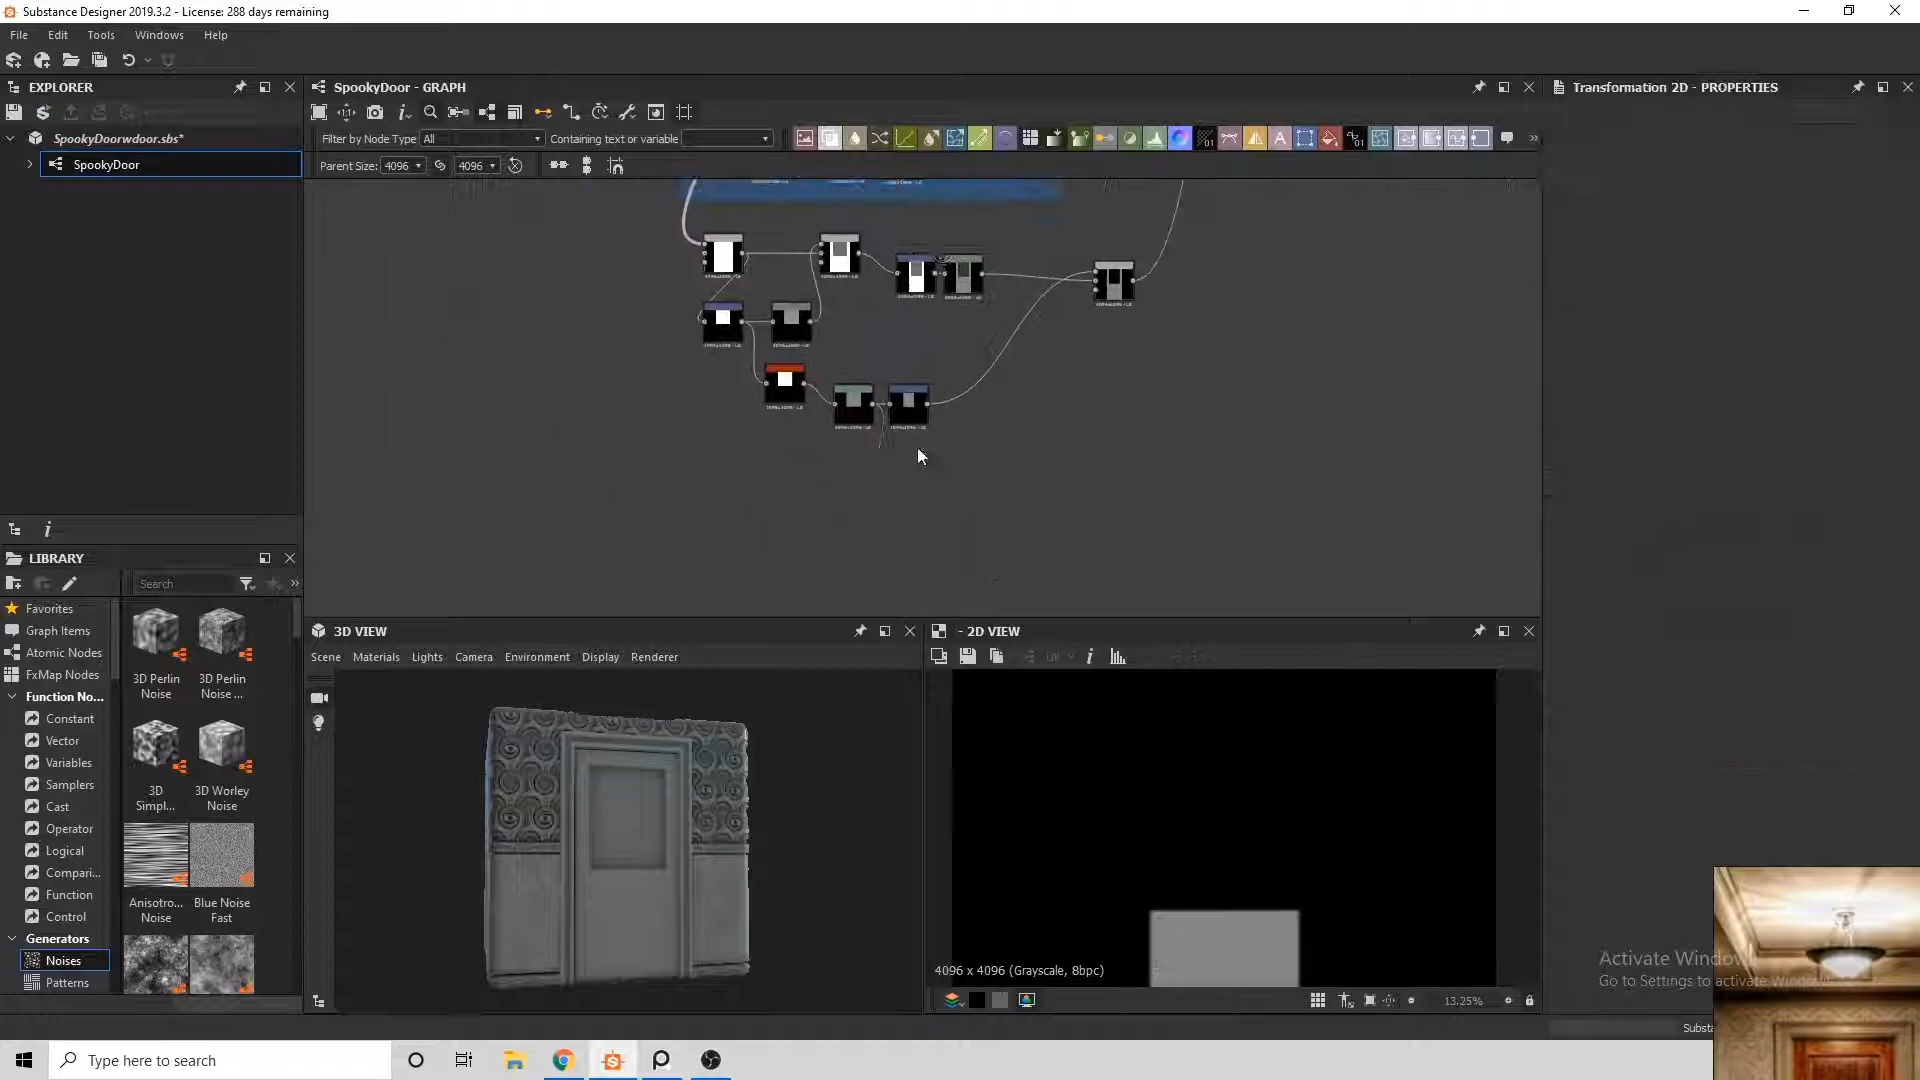 Substance Designer 2019.3.2 - License: 288 days remaining
File Edit Tools Windows Help
EXPLORER
SpookyDoorwdoor.sbs*
SpookyDoor
SpookyDoor - GRAPH
Filter by Node Type All Containing text or variable
Parent Size: 4096 4096
Transformation 2D - PROPERTIES
LIBRARY
Search
Favorites
Graph Items
Atomic Nodes
FxMap Nodes
Function No...
Constant
Vector
Variables
Samplers
Cast
Operator
Logical
Compari...
Function
Control
Generators
Noises
Patterns
3D Perlin Noise
3D Perlin Noise ...
3D Simpl...
3D Worley Noise
Anisotro... Noise
Blue Noise Fast
3D VIEW
Scene Materials Lights Camera Environment Display Renderer
- 2D VIEW
4096 x 4096 (Grayscale, 8bpc)
13.25%
Activate Window
Go to Settings to activate Window
Substa
Type here to search